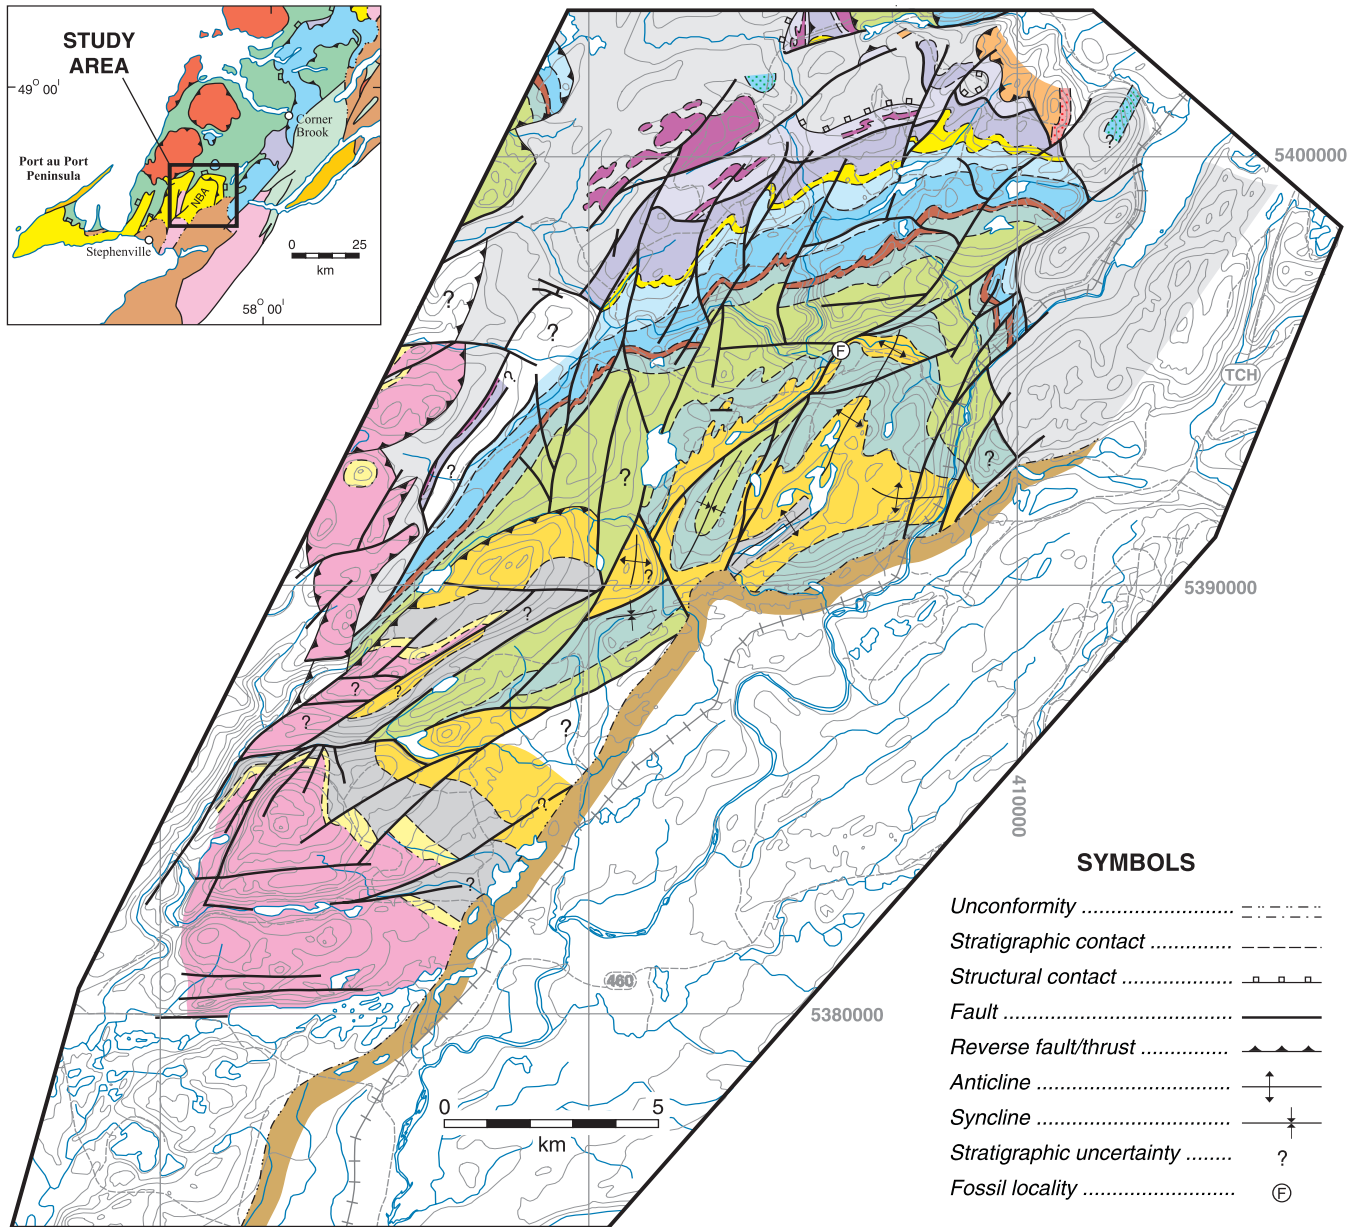 STUDY
AREA
49° 00'
Corner
Brook
Port au Port
Peninsula
NBA
Stephenville
0 25
km
58° 00'
5400000
?
?
?
TCH
F
?
?
?
?
?
5390000
?
?
?
?
?
?
?
410000
460
5380000
0 5
km
SYMBOLS
Unconformity
Stratigraphic contact
Structural contact
Fault
Reverse fault/thrust
Anticline
Syncline
Stratigraphic uncertainty ?
Fossil locality F